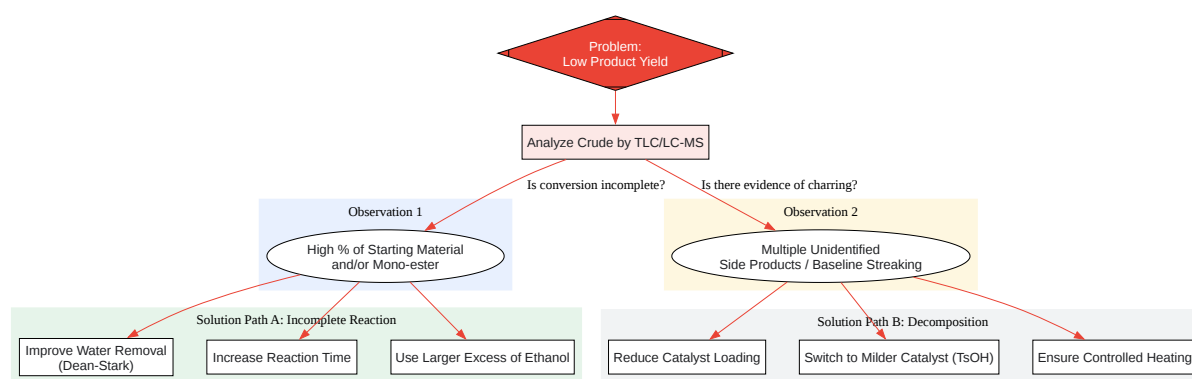 Problem:
Low Product Yield
Analyze Crude by TLC/LC-MS
Is conversion incomplete?
Is there evidence of charring?
Observation 1
Observation 2
High % of Starting Material
and/or Mono-ester
Multiple Unidentified
Side Products / Baseline Streaking
Solution Path A: Incomplete Reaction
Solution Path B: Decomposition
Improve Water Removal
(Dean-Stark)
Increase Reaction Time
Use Larger Excess of Ethanol
Reduce Catalyst Loading
Switch to Milder Catalyst (TsOH)
Ensure Controlled Heating